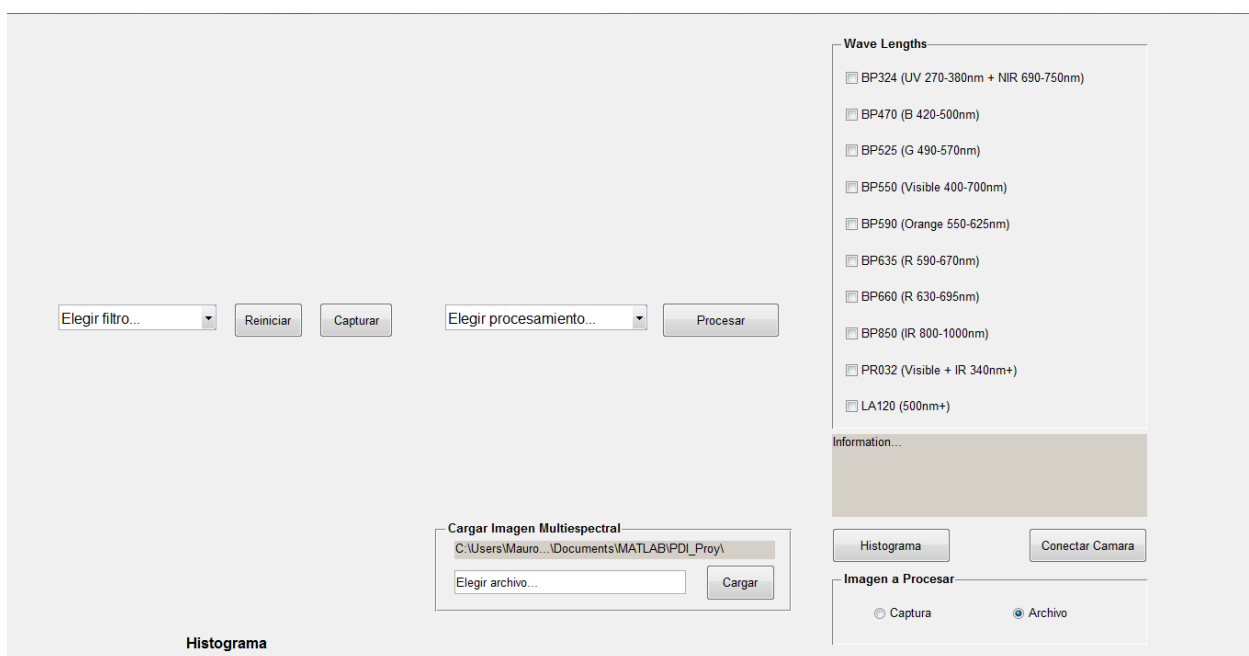 Wave Lengths
BP324 (UV 270-380nm + NIR 690-750nm)
BP470 (B 420-500nm)
BP525 (G 490-570nm)
BP550 (Visible 400-700nm)
BP590 (Orange 550-625nm)
BP635 (R 590-670nm)
BP660 (R 630-695nm)
BP850 (IR 800-1000nm)
PR032 (Visible + IR 340nm+)
LA120 (500nm+)
Elegir filtro...
Reiniciar
Capturar
Elegir procesamiento...
Procesar
Information...
Cargar Imagen Multiespectral
C:\Users\Mauro...\Documents\MATLAB\PDI_Proy\
Elegir archivo...
Cargar
Histograma
Conectar Camara
Imagen a Procesar
Captura
Archivo
Histograma